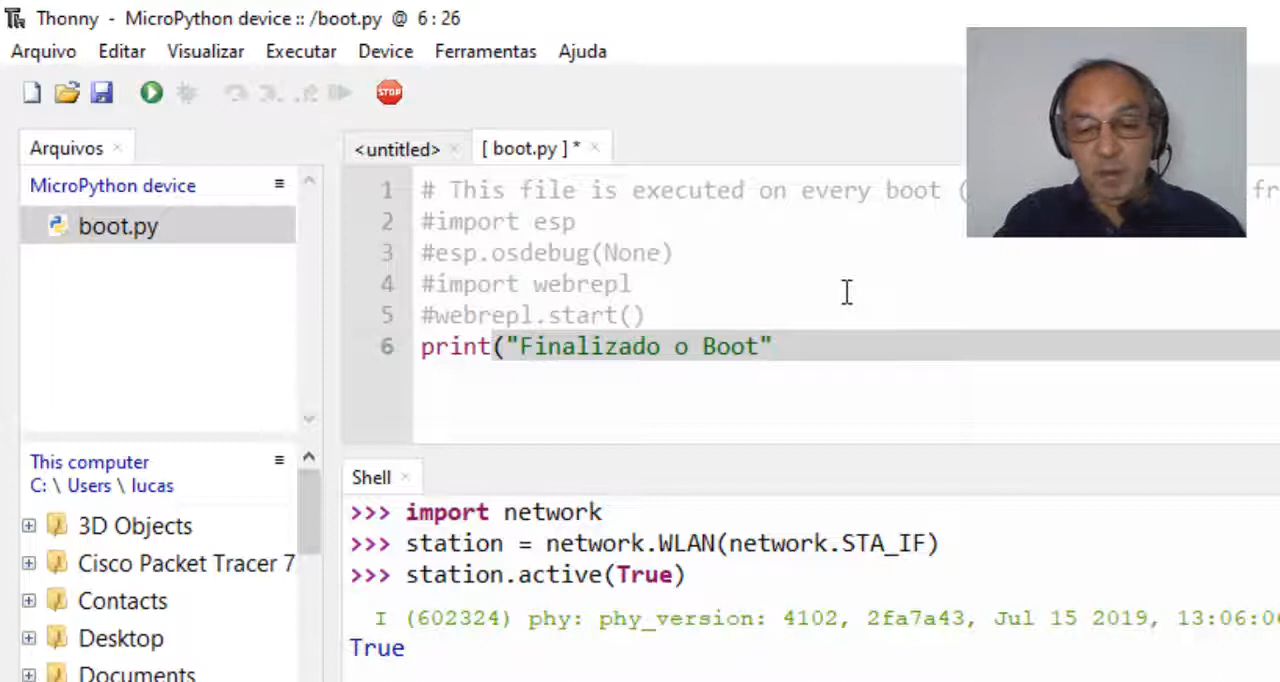 Thonny - MicroPython device :: /boot.py @ 6 : 26
Arquivo Editar Visualizar Executar Device Ferramentas Ajuda
STOP
Arquivos
<untitled>
[ boot.py ] *
MicroPython device
boot.py
1 # This file is executed on every boot (
2 #import esp
3 #esp.osdebug(None)
4 #import webrepl
5 #webrepl.start()
6 print("Finalizado o Boot"
This computer
C: \ Users \ lucas
3D Objects
Cisco Packet Tracer 7
Contacts
Desktop
Documents
Shell
>>> import network
>>> station = network.WLAN(network.STA_IF)
>>> station.active(True)
I (602324) phy: phy_version: 4102, 2fa7a43, Jul 15 2019, 13:06:0
True